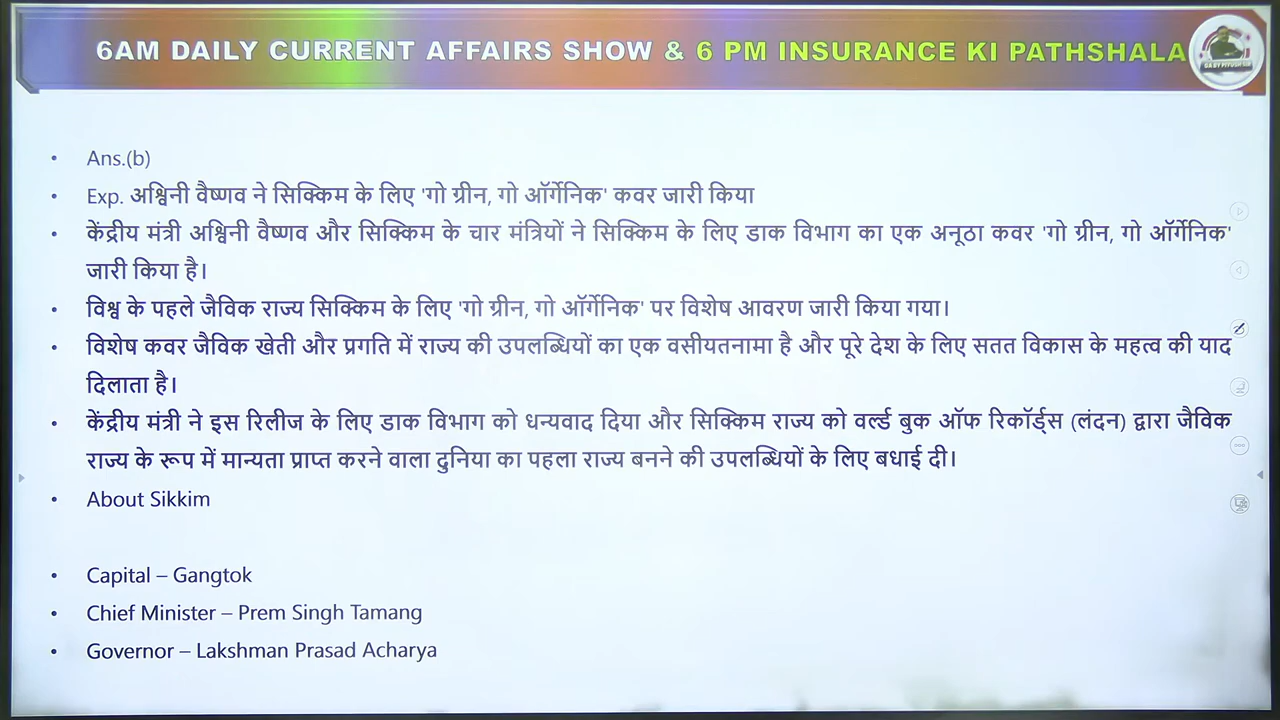 6AM DAILY CURRENT AFFAIRS SHOW & 6 PM INSURANCE KI PATHSHALA
• Ans.(b)
• Exp. अश्विनी वैष्णव ने सिक्किम के लिए 'गो ग्रीन, गो ऑर्गेनिक' कवर जारी किया
• केंद्रीय मंत्री अश्विनी वैष्णव और सिक्किम के चार मंत्रियों ने सिक्किम के लिए डाक विभाग का एक अनूठा कवर 'गो ग्रीन, गो ऑर्गेनिक'
जारी किया है।
• विश्व के पहले जैविक राज्य सिक्किम के लिए 'गो ग्रीन, गो ऑर्गेनिक' पर विशेष आवरण जारी किया गया।
• विशेष कवर जैविक खेती और प्रगति में राज्य की उपलब्धियों का एक वसीयतनामा है और पूरे देश के लिए सतत विकास के महत्व की याद
दिलाता है।
• केंद्रीय मंत्री ने इस रिलीज के लिए डाक विभाग को धन्यवाद दिया और सिक्किम राज्य को वर्ल्ड बुक ऑफ रिकॉर्ड्स (लंदन) द्वारा जैविक
राज्य के रूप में मान्यता प्राप्त करने वाला दुनिया का पहला राज्य बनने की उपलब्धियों के लिए बधाई दी।
• About Sikkim
• Capital – Gangtok
• Chief Minister – Prem Singh Tamang
• Governor – Lakshman Prasad Acharya